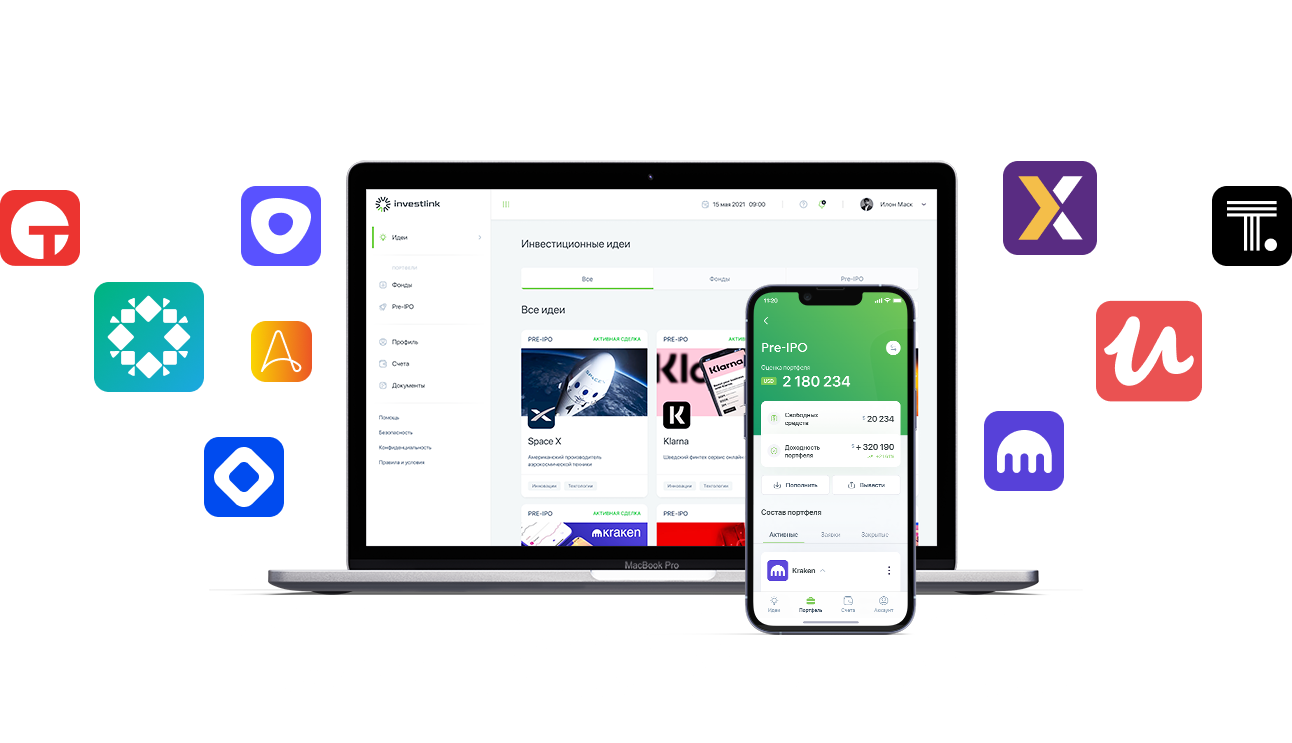 investlink
15 мая 2021 09:00
Илон Маск
Идеи
Фонды
Pre-IPO
Профиль
Счета
Документы
Помощь
Безопасность
Конфиденциальность
Правила и условия
Инвестиционные идеи
Все
Фонды
Pre-IPO
Все идеи
PRE-IPO
АКТИВНАЯ СДЕЛКА
SPACEX
Space X
Американский производитель
аэрокосмической техники
Инновации
Технологии
PRE-IPO
Klarna
Klarna
Шведский финтех сервис онлайн
Инновации
Технологии
PRE-IPO
АКТИВНАЯ СДЕЛКА
kraken
PRE-IPO
MacBook Pro
11:20
Pre-IPO
Оценка портфеля
USD 2 180 234
Свободных
средств
$ 20 234
Доходность
портфеля
$ + 320 190
Пополнить
Вывести
Состав портфеля
Активные
Заявки
Закрытые
Kraken
Идеи
Портфель
Счета
Аккаунт